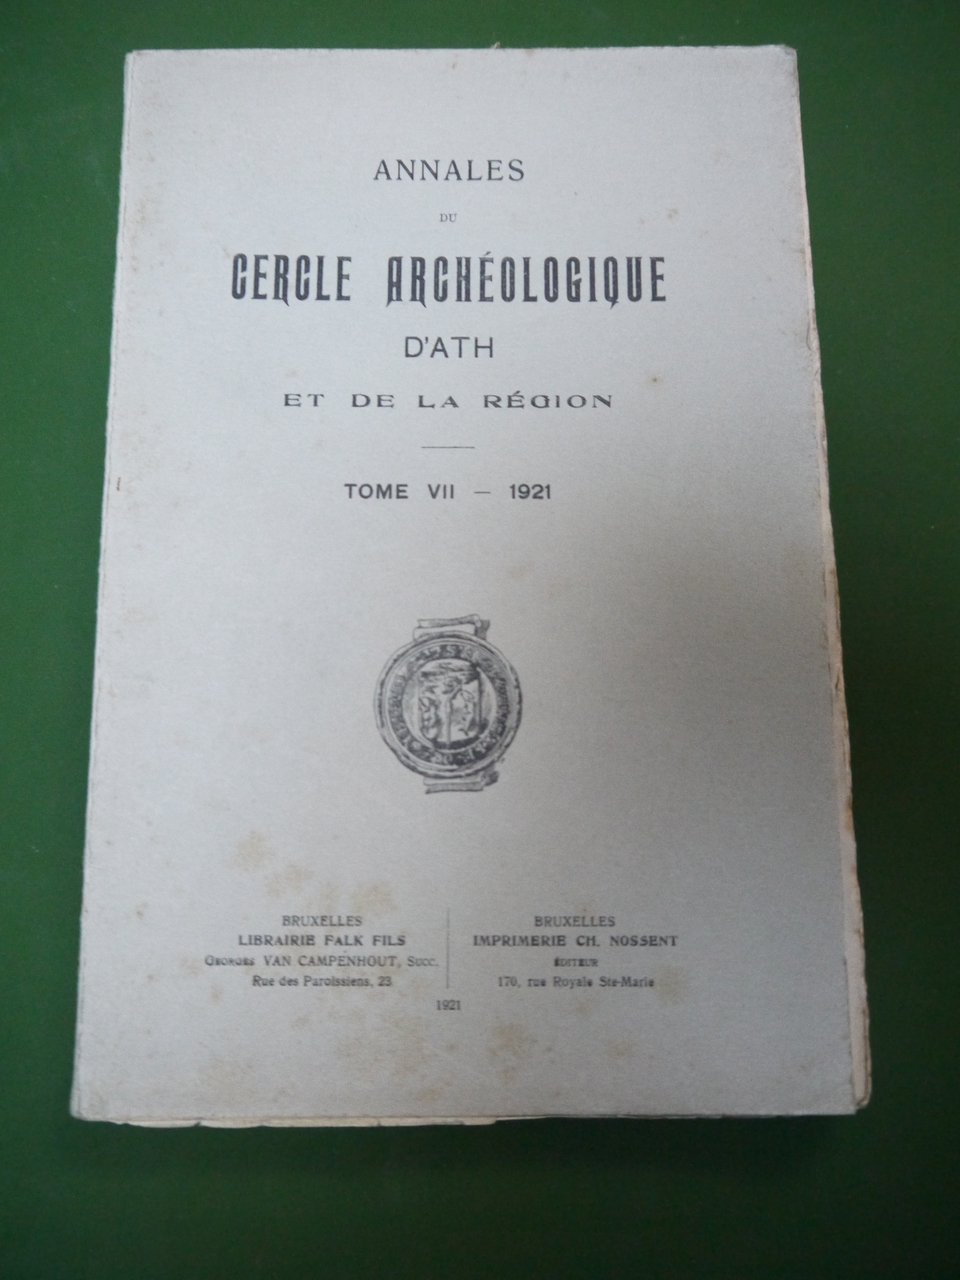 ANNALES
DU
CERCLE ARCHÉOLOGIQUE
D'ATH
ET DE LA RÉGION
TOME VII — 1921
BRUXELLES
LIBRAIRIE FALK FILS
GEORGES VAN CAMPENHOUT, SUCC.
Rue des Paroissiens, 23
BRUXELLES
IMPRIMERIE CH. NOSSENT
ÉDITEUR
170, rue Royale Ste-Marie
1921